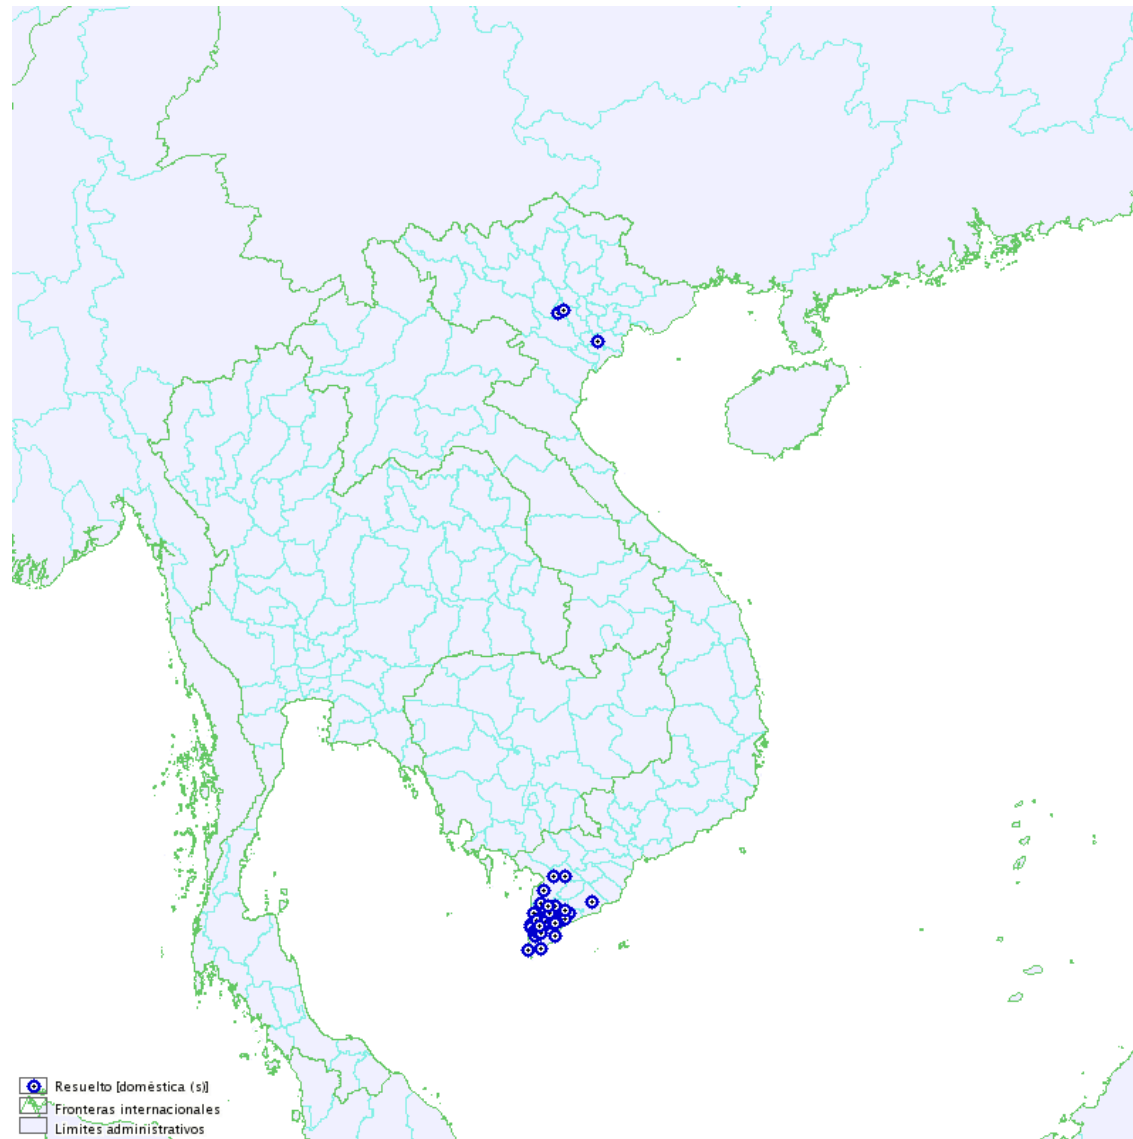 Resuelto [doméstica (s)]
Fronteras internacionales
Límites administrativos